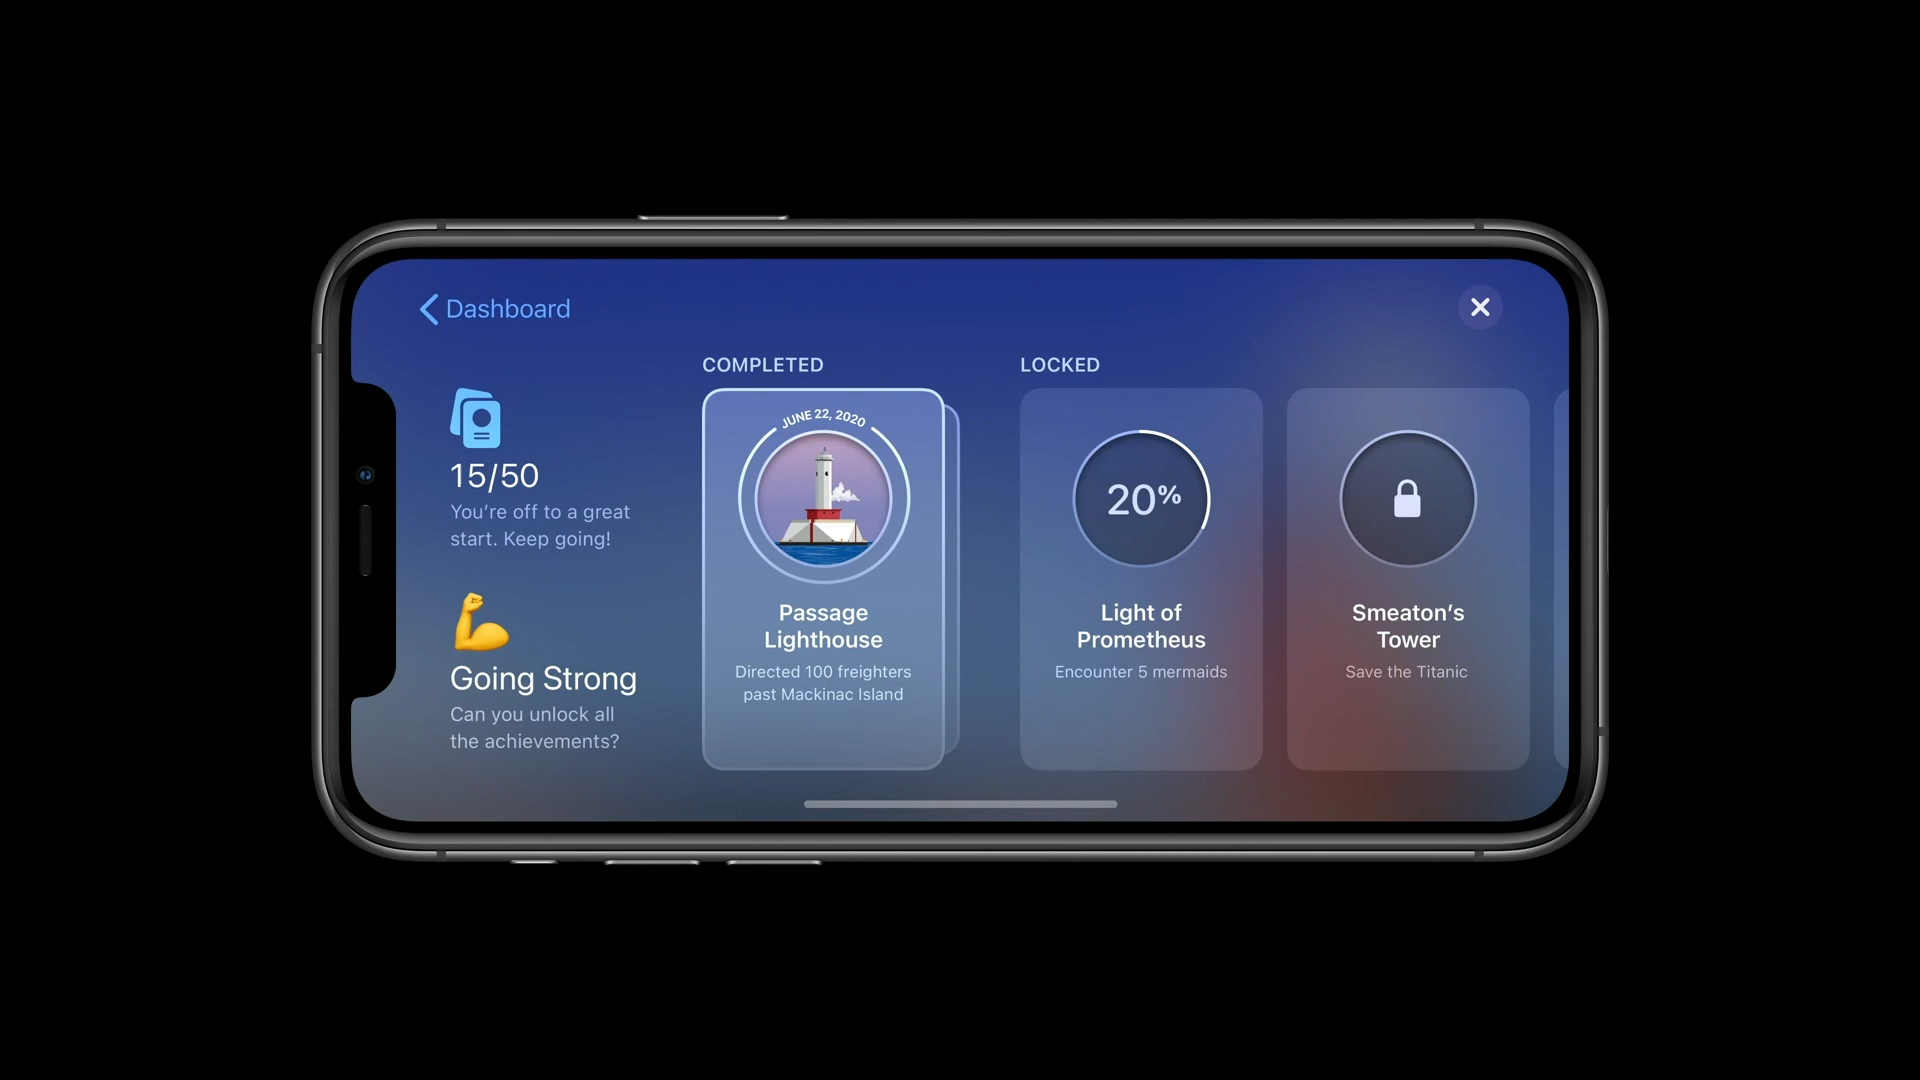 Dashboard
15/50
You’re off to a great
start. Keep going!
Going Strong
Can you unlock all
the achievements?
COMPLETED
JUNE 22, 2020
Passage
Lighthouse
Directed 100 freighters
past Mackinac Island
LOCKED
20%
Light of
Prometheus
Encounter 5 mermaids
Smeaton’s
Tower
Save the Titanic